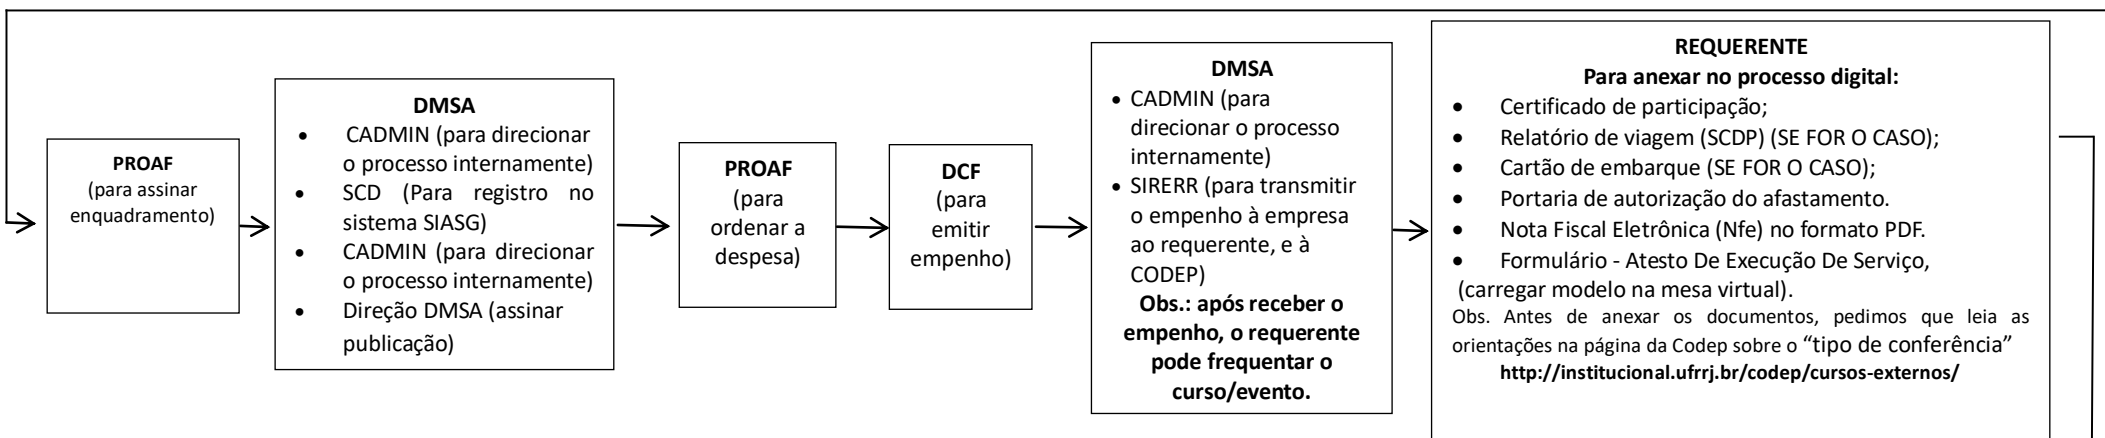 PROAF
(para assinar
enquadramento)
DMSA
• CADMIN (para direcionar
o processo internamente)
• SCD (Para registro no
sistema SIASG)
• CADMIN (para direcionar
o processo internamente)
• Direção DMSA (assinar
publicação)
PROAF
(para
ordenar a
despesa)
DCF
(para
emitir
empenho)
DMSA
• CADMIN (para
direcionar o processo
internamente)
• SIRERR (para transmitir
o empenho à empresa
ao requerente, e à
CODEP)
Obs.: após receber o
empenho, o requerente
pode frequentar o
curso/evento.
REQUERENTE
Para anexar no processo digital:
• Certificado de participação;
• Relatório de viagem (SCDP) (SE FOR O CASO);
• Cartão de embarque (SE FOR O CASO);
• Portaria de autorização do afastamento.
• Nota Fiscal Eletrônica (Nfe) no formato PDF.
• Formulário - Atesto De Execução De Serviço,
(carregar modelo na mesa virtual).
Obs. Antes de anexar os documentos, pedimos que leia as
orientações na página da Codep sobre o “tipo de conferência”
http://institucional.ufrrj.br/codep/cursos-externos/